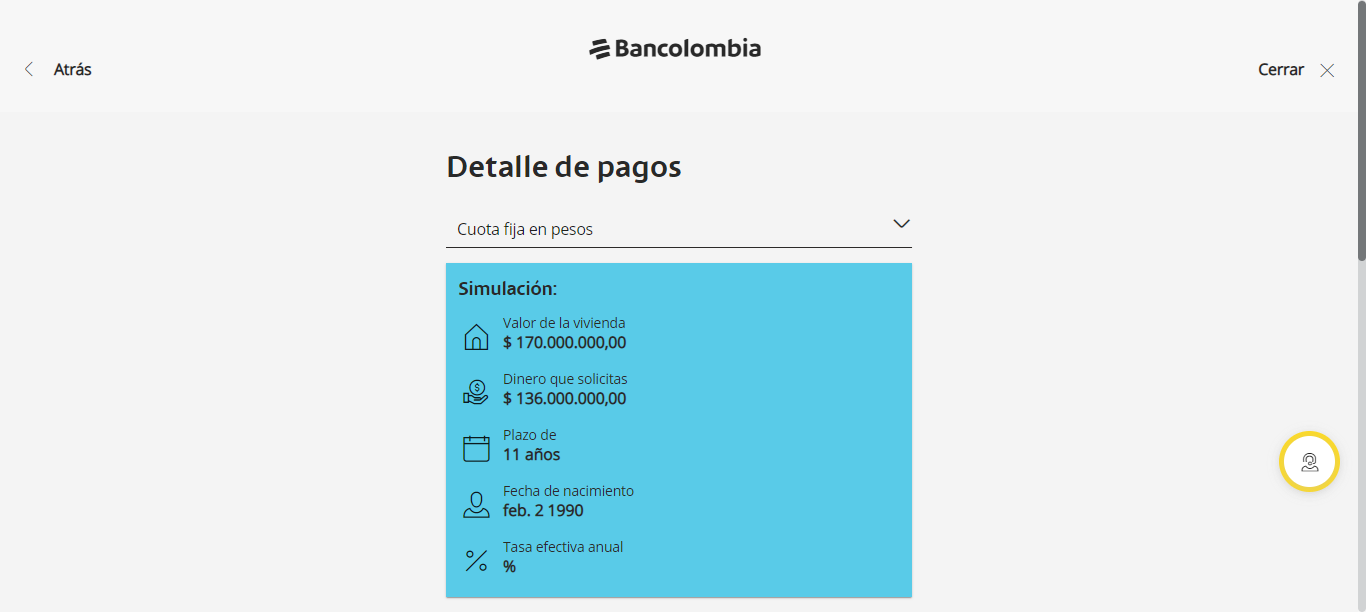 Bancolombia
Atrás
Cerrar
Detalle de pagos
Cuota fija en pesos
Simulación:
Valor de la vivienda
$ 170.000.000,00
Dinero que solicitas
$ 136.000.000,00
Plazo de
11 años
Fecha de nacimiento
feb. 2 1990
Tasa efectiva anual
%